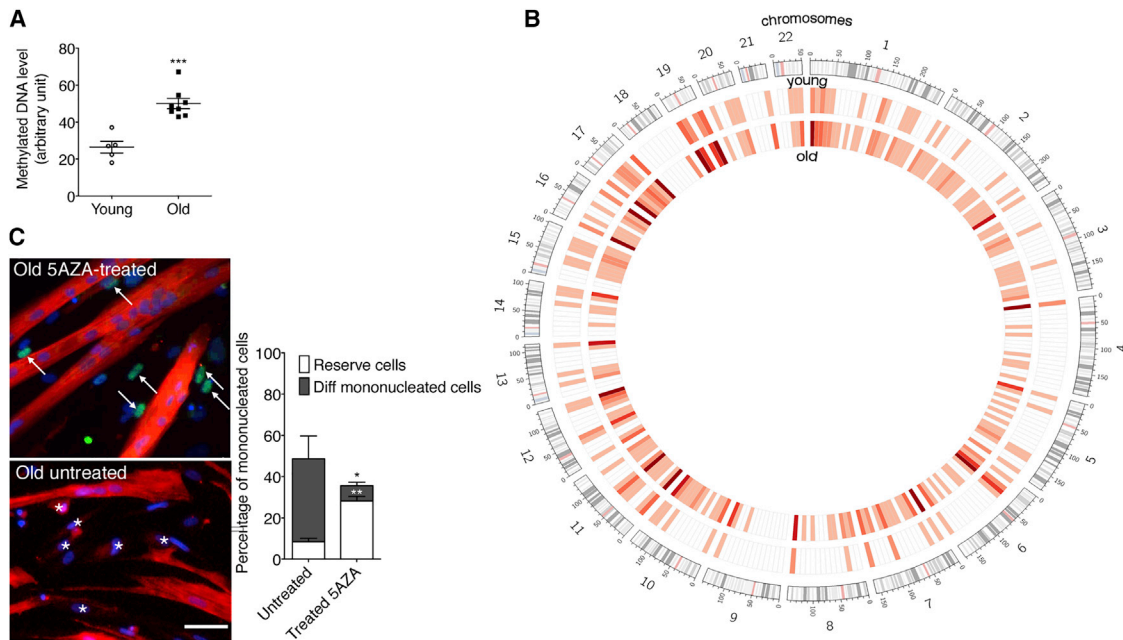 A
Methylated DNA level
(arbitrary unit)
80
60
40
20
0
***
Young
Old
B
chromosomes
young
old
1
2
3
4
5
6
7
8
9
10
11
12
13
14
15
16
17
18
19
20
21
22
C
Old 5AZA-treated
Old untreated
* * * * * *
Percentage of mononucleated cells
100
80
60
40
20
0
Reserve cells
Diff mononucleated cells
*
**
Untreated
Treated 5AZA